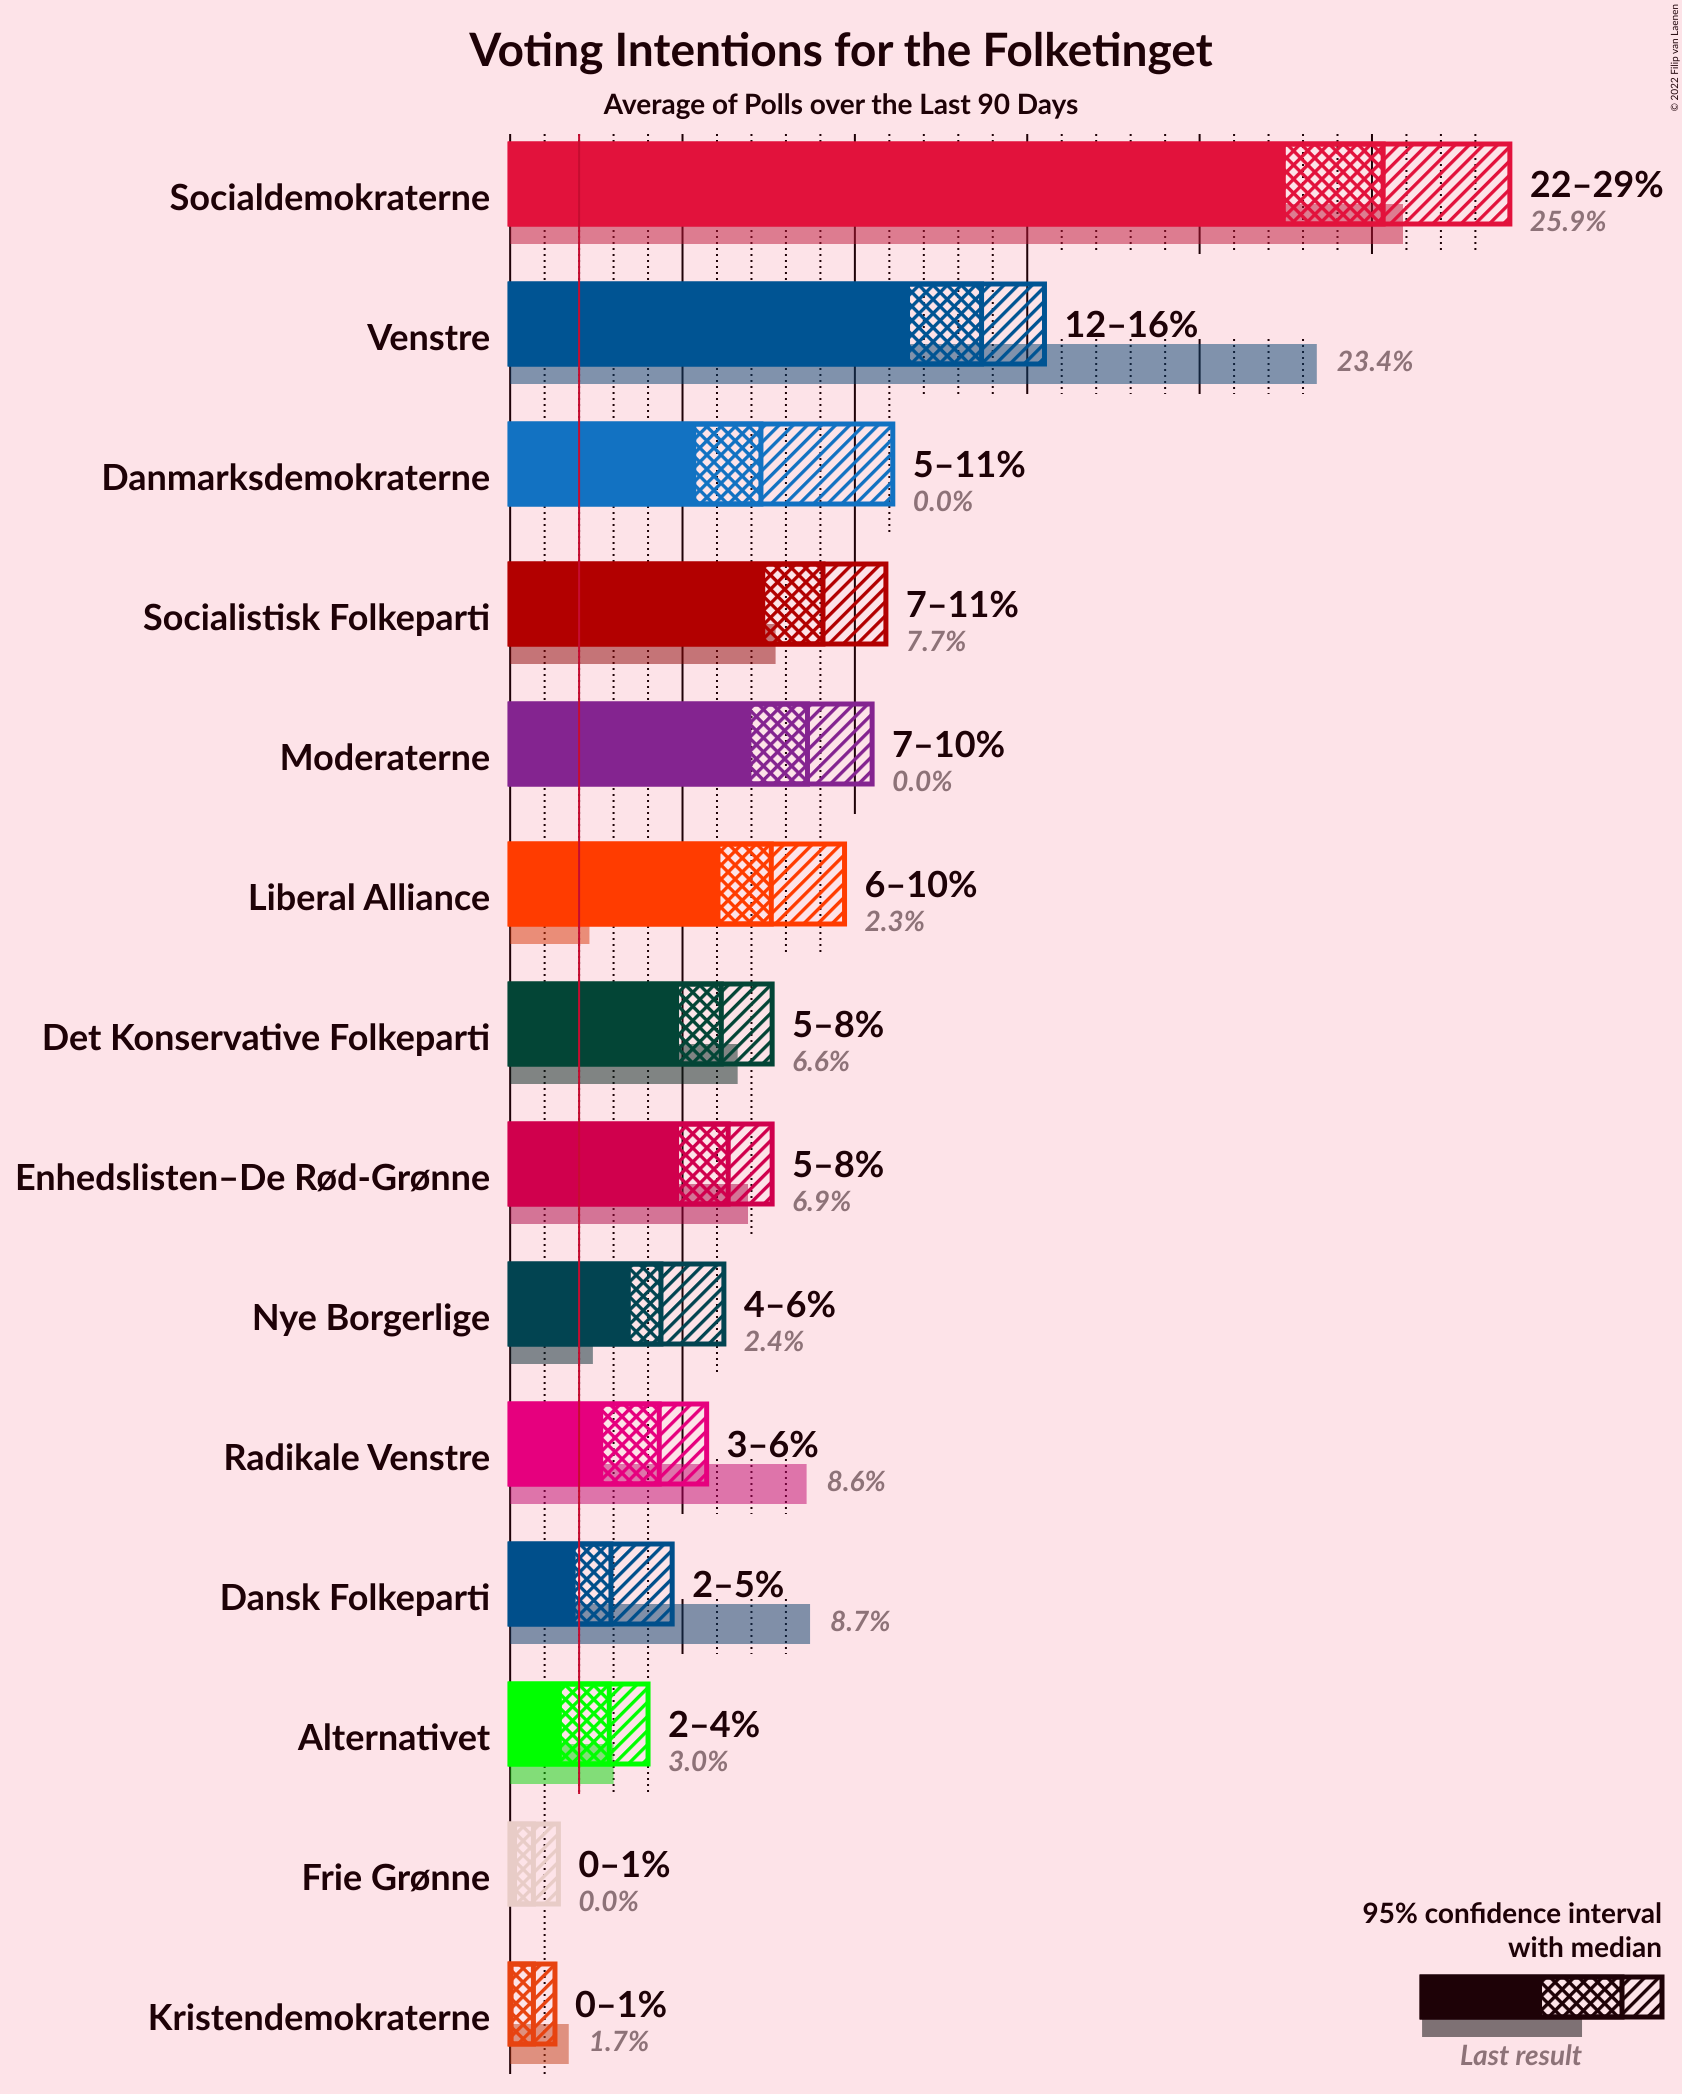 Voting Intentions for the Folketinget
Average of Polls over the Last 90 Days
© 2022 Filip van Laenen
Socialdemokraterne
22–29%
25.9%
Venstre
12–16%
23.4%
Danmarksdemokraterne
5–11%
0.0%
Socialistisk Folkeparti
7–11%
7.7%
Moderaterne
7–10%
0.0%
Liberal Alliance
6–10%
2.3%
Det Konservative Folkeparti
5–8%
6.6%
Enhedslisten–De Rød-Grønne
5–8%
6.9%
Nye Borgerlige
4–6%
2.4%
Radikale Venstre
3–6%
8.6%
Dansk Folkeparti
2–5%
8.7%
Alternativet
2–4%
3.0%
Frie Grønne
0–1%
0.0%
Kristendemokraterne
0–1%
1.7%
95% confidence interval
with median
Last result